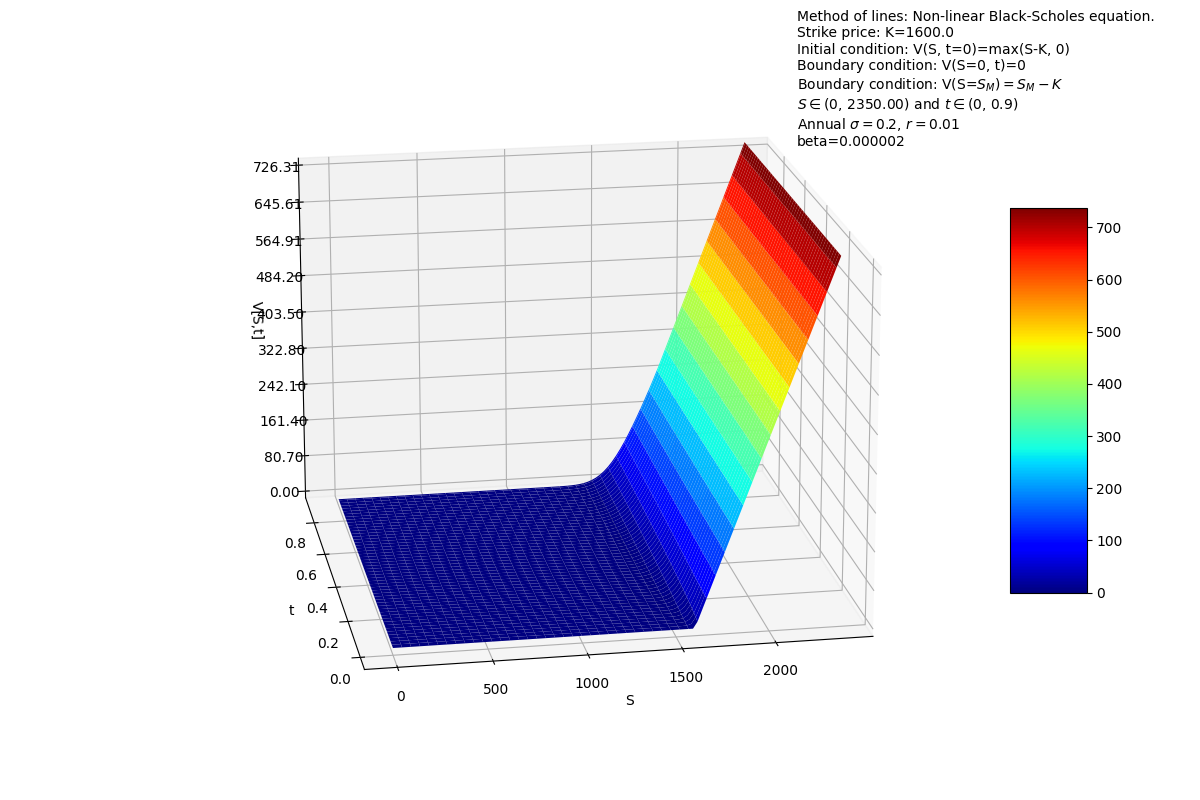 Method of lines: Non-linear Black-Scholes equation.
Strike price: K=1600.0
Initial condition: V(S, t=0)=max(S-K, 0)
Boundary condition: V(S=0, t)=0
Boundary condition: V(S=$S_M$) = $S_M - K$
$S \in$(0, 2350.00) and $t \in$(0, 0.9)
Annual $\sigma = 0.2$, $r = 0.01$
beta=0.000002
726.31
645.61
564.91
484.20
403.50
322.80
242.10
161.40
80.70
0.00
V[S,t]
0.8
0.6
0.4
0.2
0.0
t
0
500
1000
1500
2000
S
700
600
500
400
300
200
100
0